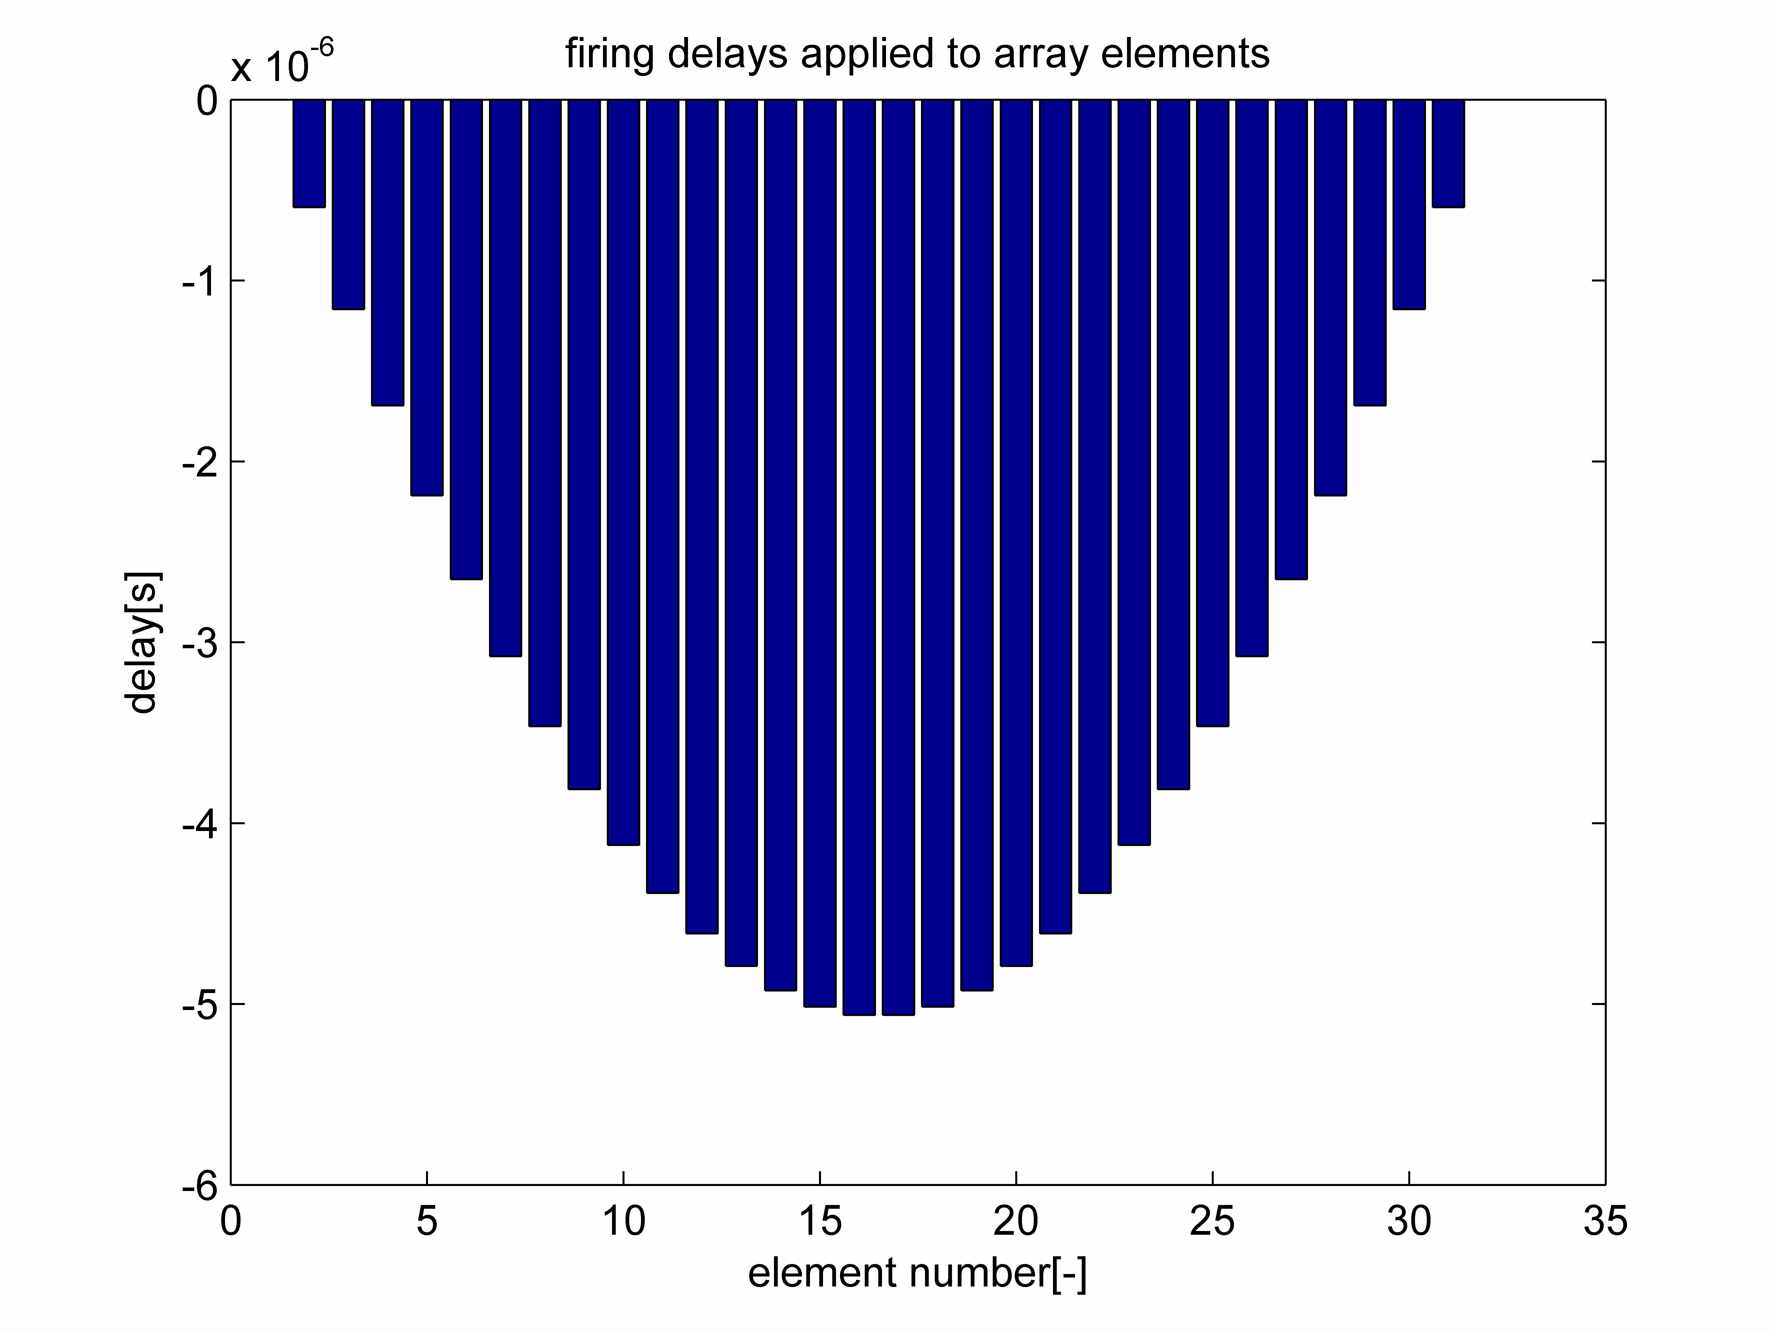 firing delays applied to array elements
x 10-6
0
-1
-2
-3
-4
-5
-6
delay[s]
0 5 10 15 20 25 30 35
element number[-]